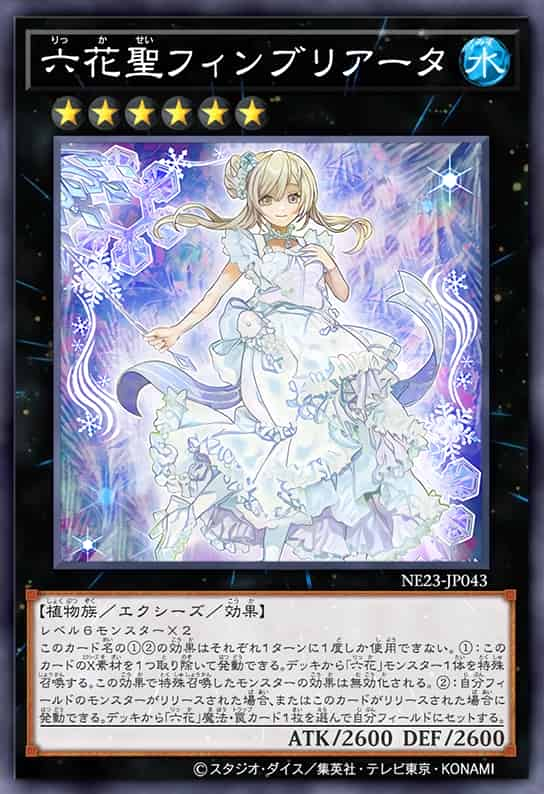 六花聖フィンブリアータ
りっ か せい
水
NE23-JP043
【植物族／エクシーズ／効果】
レベル６モンスター×２
このカード名の①②の効果はそれぞれ１ターンに１度しか使用できない。①：この
カードのX素材を１つ取り除いて発動できる。デッキから「六花」モンスター１体を特殊
召喚する。この効果で特殊召喚したモンスターの効果は無効化される。②：自分フィ
ールドのモンスターがリリースされた場合、またはこのカードがリリースされた場合に
発動できる。デッキから「六花」魔法・罠カード１枚を選んで自分フィールドにセットする。
ATK/2600 DEF/2600
©スタジオ・ダイス／集英社・テレビ東京・KONAMI